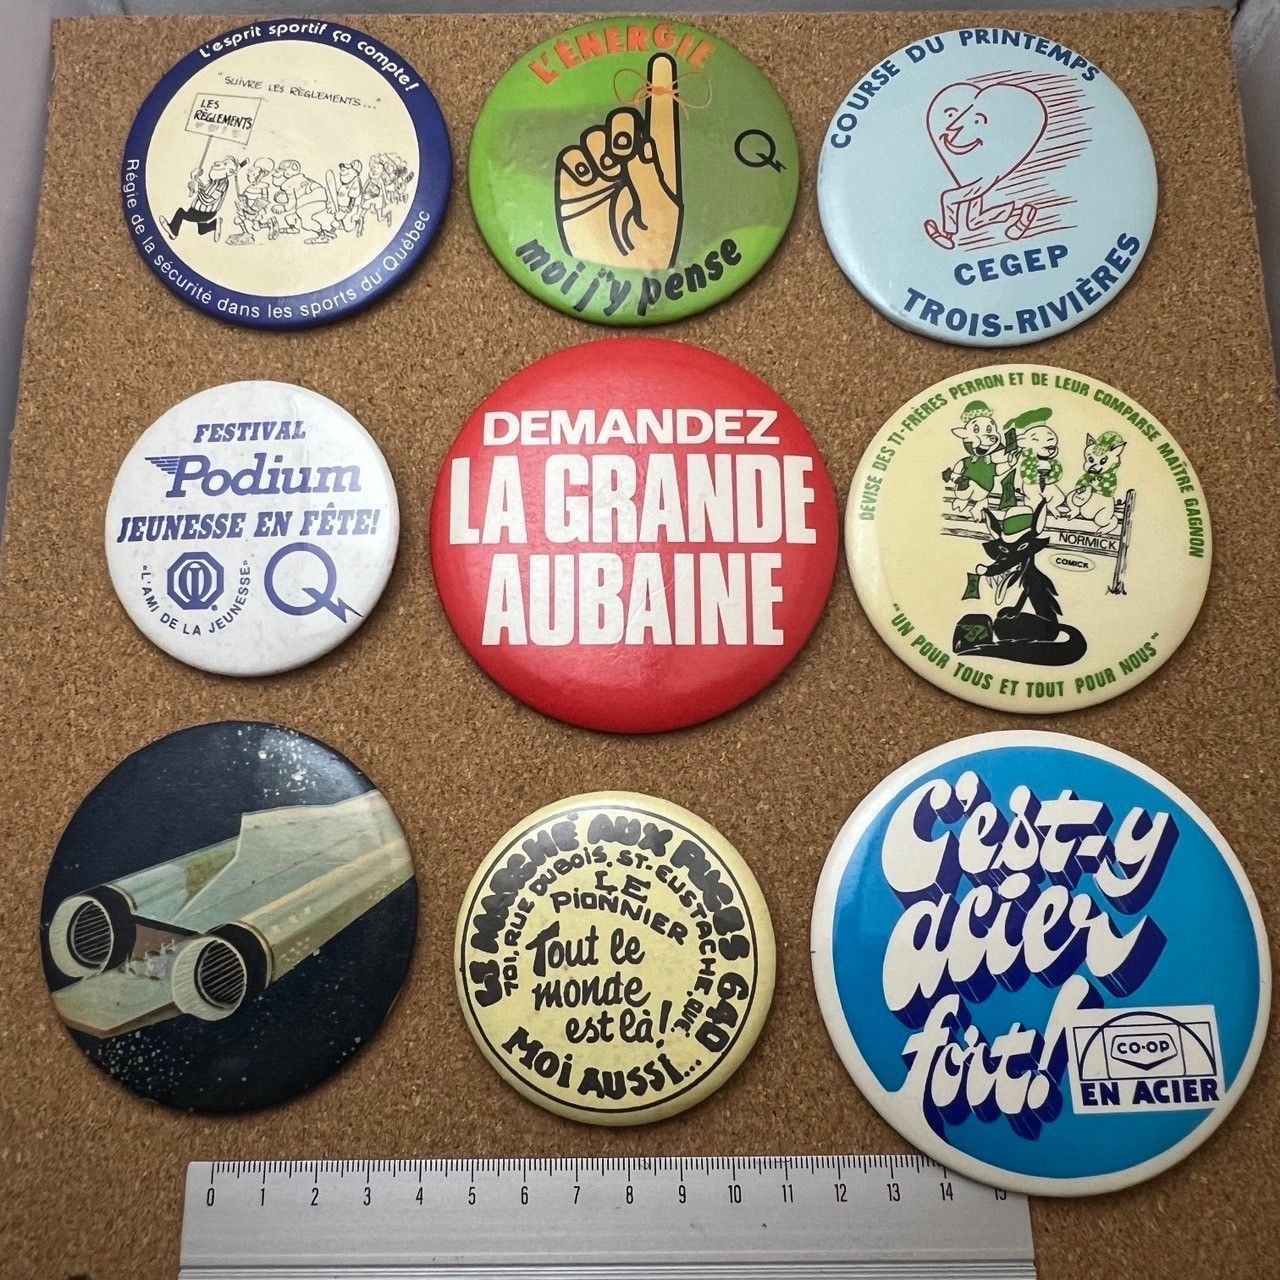 L'esprit sportif ça compte!
"SUIVRE LES RÈGLEMENTS..."
LES
RÈGLEMENTS
Régie de la sécurité dans les sports du Québec
L'ÉNERGIE
moi j'y pense
COURSE DU PRINTEMPS
CEGEP
TROIS-RIVIÈRES
FESTIVAL
Podium
JEUNESSE EN FÊTE!
"L'AMI DE LA JEUNESSE"
DEMANDEZ
LA GRANDE
AUBAINE
DEVISE DES TI-FRÈRES PERRON ET DE LEUR COMPARSE MAÎTRE GAGNON
NORMICK
COMICK
"UN POUR TOUS ET TOUT POUR NOUS"
LE MARCHÉ AUX PUCES 640
701, RUE DUBOIS, ST-EUSTACHE, QUE
LE
PIONNIER
Tout le
monde
est là!
MOI AUSSI...
C'est-y
acier
fort!
CO-OP
EN ACIER
0 1 2 3 4 5 6 7 8 9 10 11 12 13 14 15